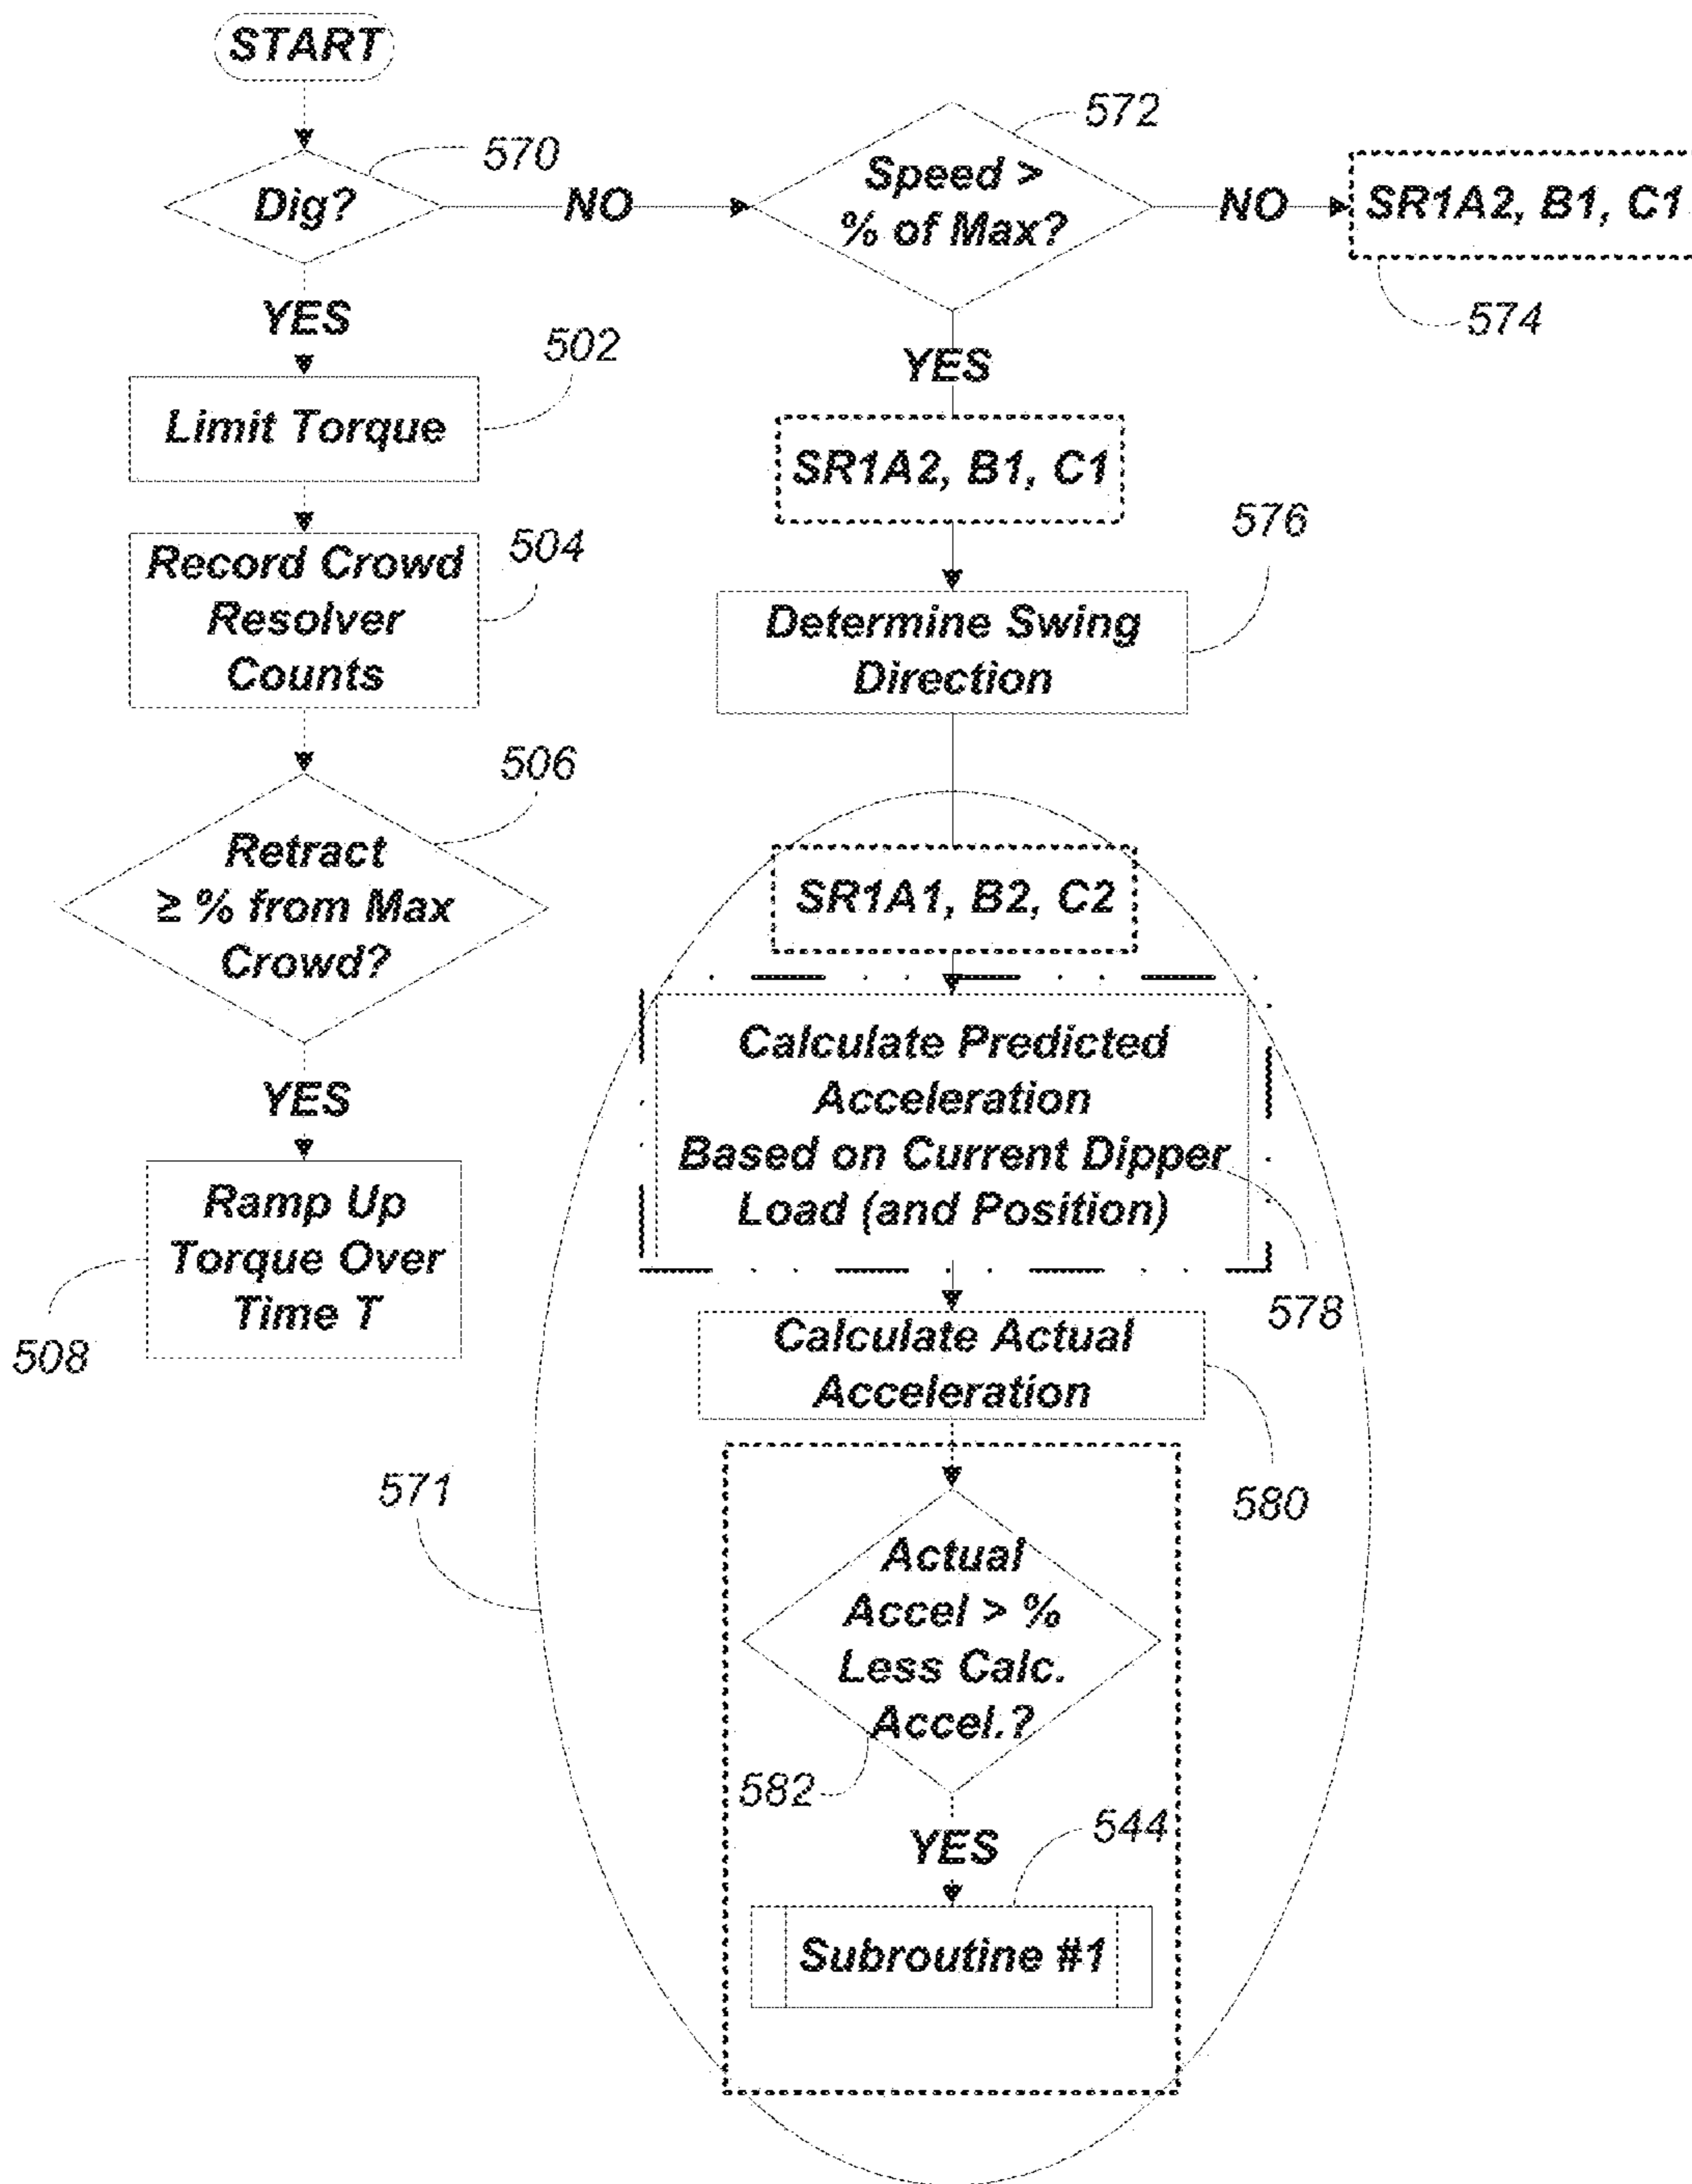 START
570
Dig?
NO
572
Speed >
% of Max?
NO
SR1A2, B1, C1
574
YES
502
Limit Torque
504
Record Crowd
Resolver
Counts
506
Retract
≥ % from Max
Crowd?
YES
Ramp Up
Torque Over
Time T
508
YES
SR1A2, B1, C1
576
Determine Swing
Direction
SR1A1, B2, C2
Calculate Predicted
Acceleration
Based on Current Dipper
Load (and Position)
578
Calculate Actual
Acceleration
580
571
Actual
Accel > %
Less Calc.
Accel.?
582
YES
544
Subroutine #1